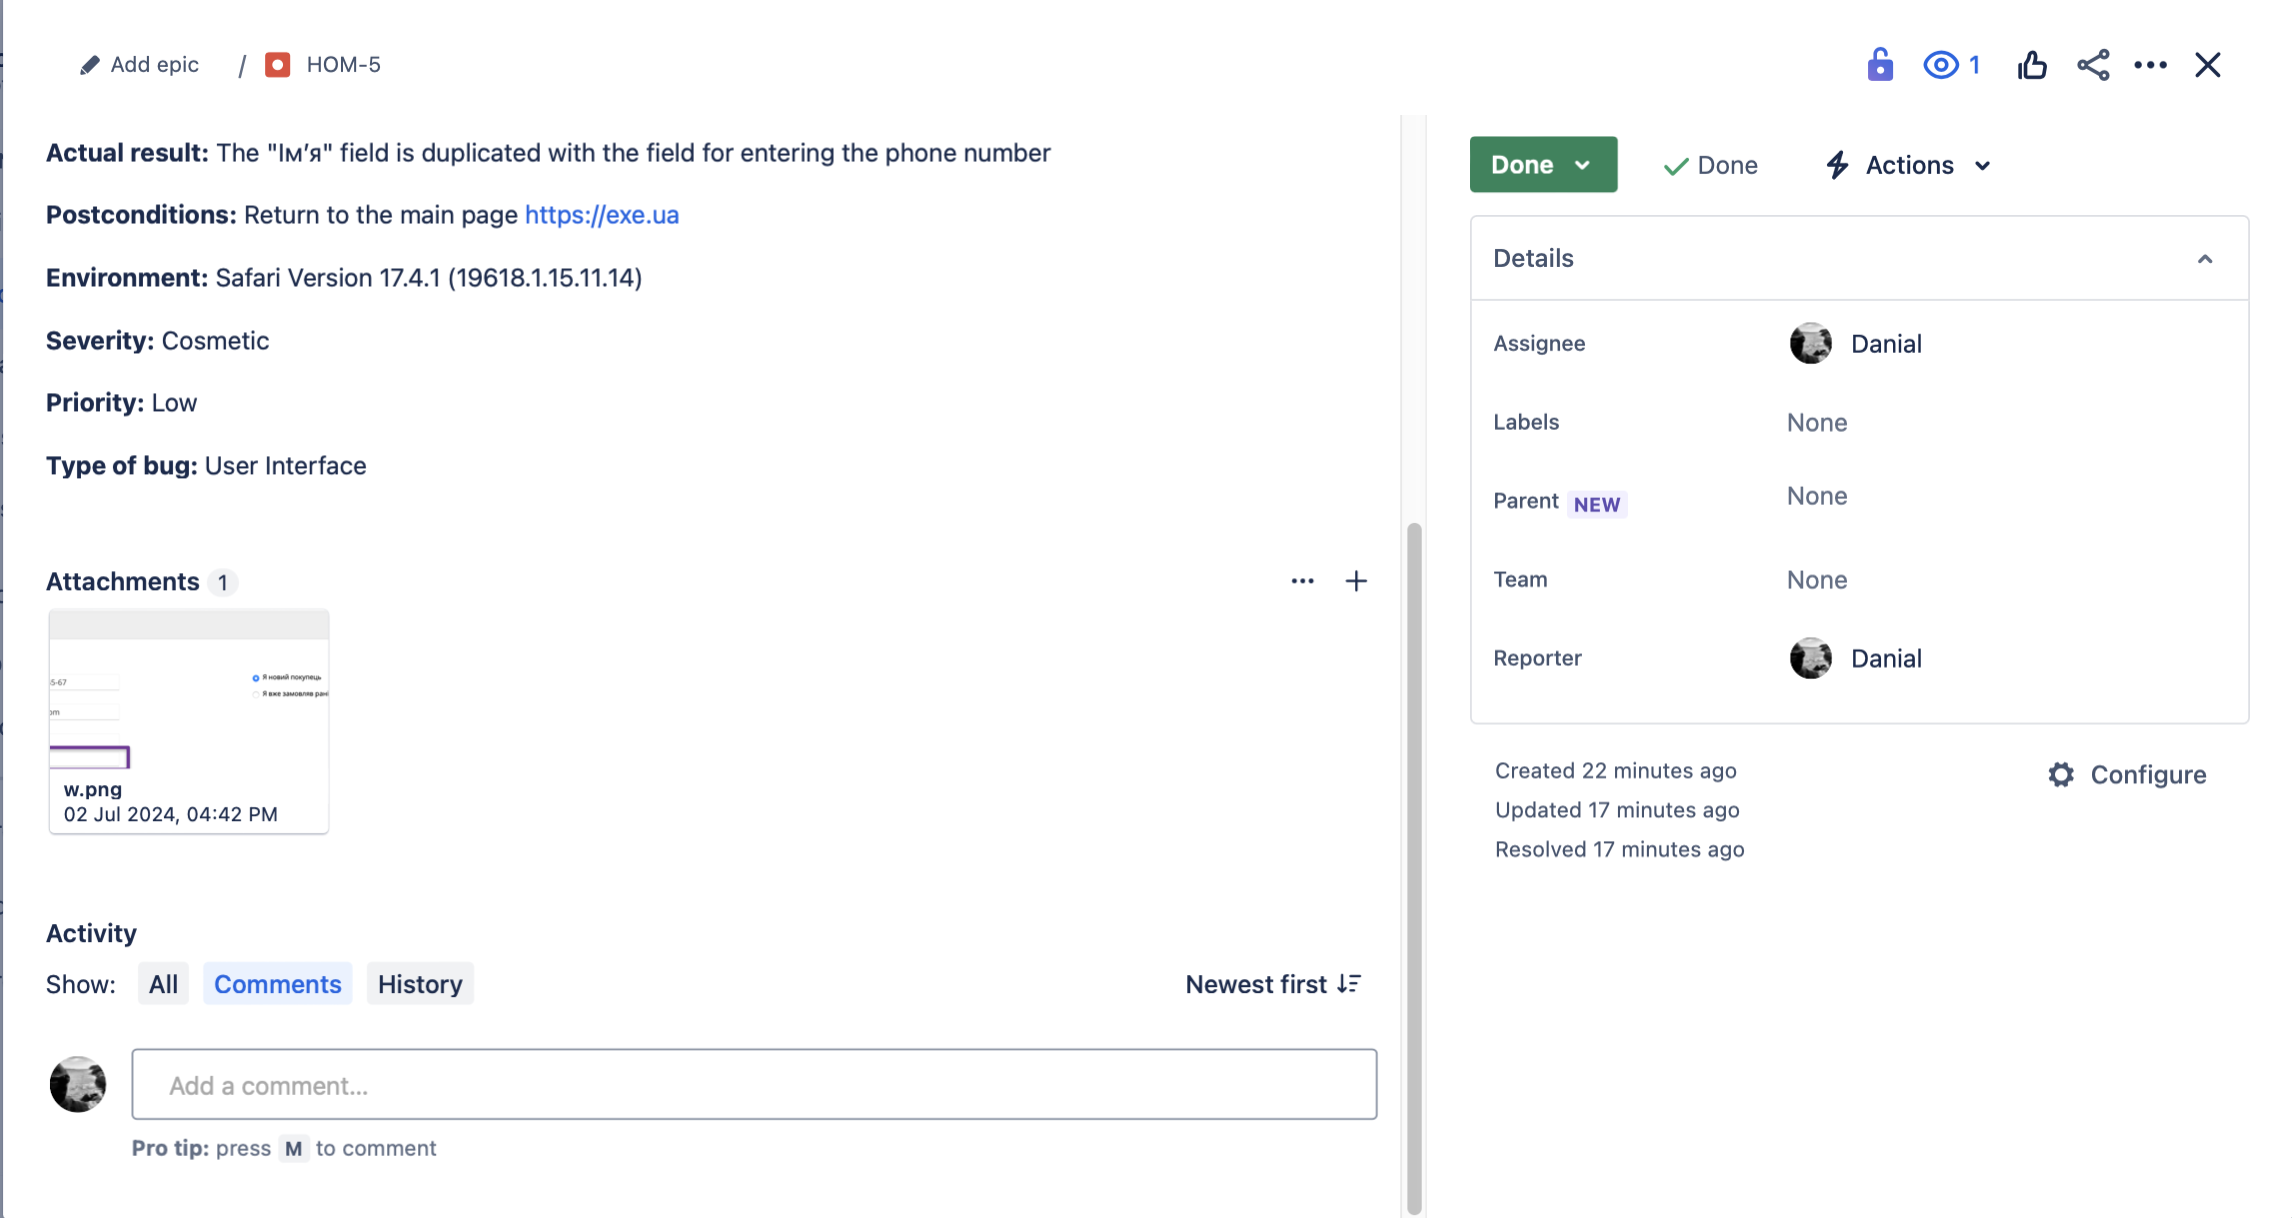 Add epic / HOM-5
1
Actual result: The "Ім’я" field is duplicated with the field for entering the phone number
Postconditions: Return to the main page https://exe.ua
Environment: Safari Version 17.4.1 (19618.1.15.11.14)
Severity: Cosmetic
Priority: Low
Type of bug: User Interface
Attachments 1
5-67
Я новий покупець
Я вже замовляв рані
om
w.png
02 Jul 2024, 04:42 PM
Activity
Show: All Comments History
Newest first
Add a comment...
Pro tip: press M to comment
Done
Done
Actions
Details
Assignee Danial
Labels None
Parent NEW None
Team None
Reporter Danial
Created 22 minutes ago
Updated 17 minutes ago
Resolved 17 minutes ago
Configure